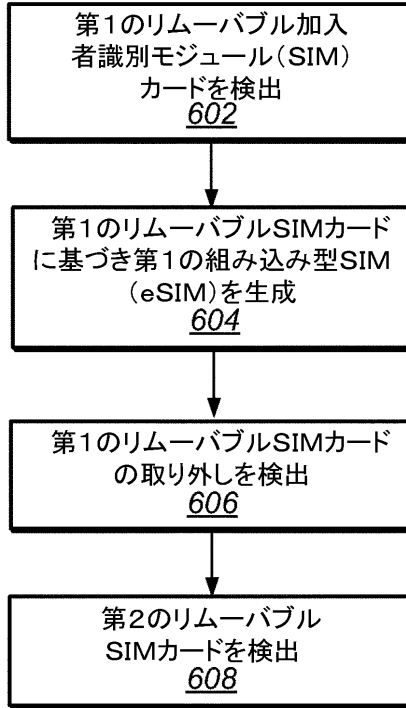 第1のリムーバブル加入
者識別モジュール(SIM)
カードを検出
602
第1のリムーバブルSIMカード
に基づき第1の組み込み型SIM
(eSIM)を生成
604
第1のリムーバブルSIMカード
の取り外しを検出
606
第2のリムーバブル
SIMカードを検出
608